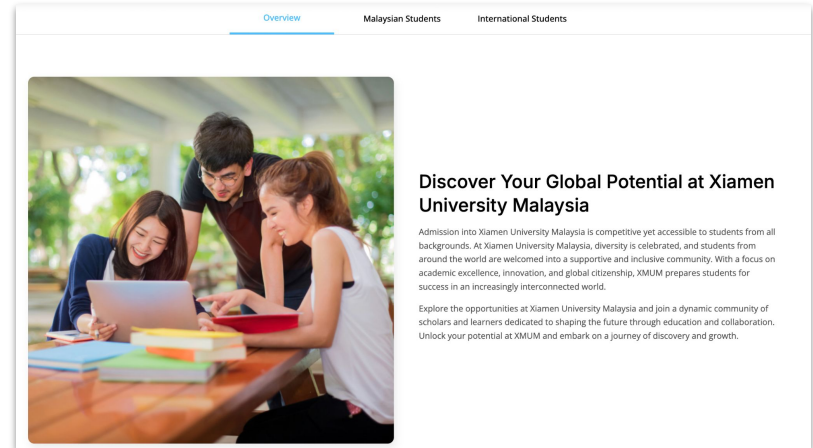 Overview
Malaysian Students
International Students
Discover Your Global Potential at Xiamen
University Malaysia
Admission into Xiamen University Malaysia is competitive yet accessible to students from all
backgrounds. At Xiamen University Malaysia, diversity is celebrated, and students from
around the world are welcomed into a supportive and inclusive community. With a focus on
academic excellence, innovation, and global citizenship, XMUM prepares students for
success in an increasingly interconnected world.
Explore the opportunities at Xiamen University Malaysia and join a dynamic community of
scholars and learners dedicated to shaping the future through education and collaboration.
Unlock your potential at XMUM and embark on a journey of discovery and growth.